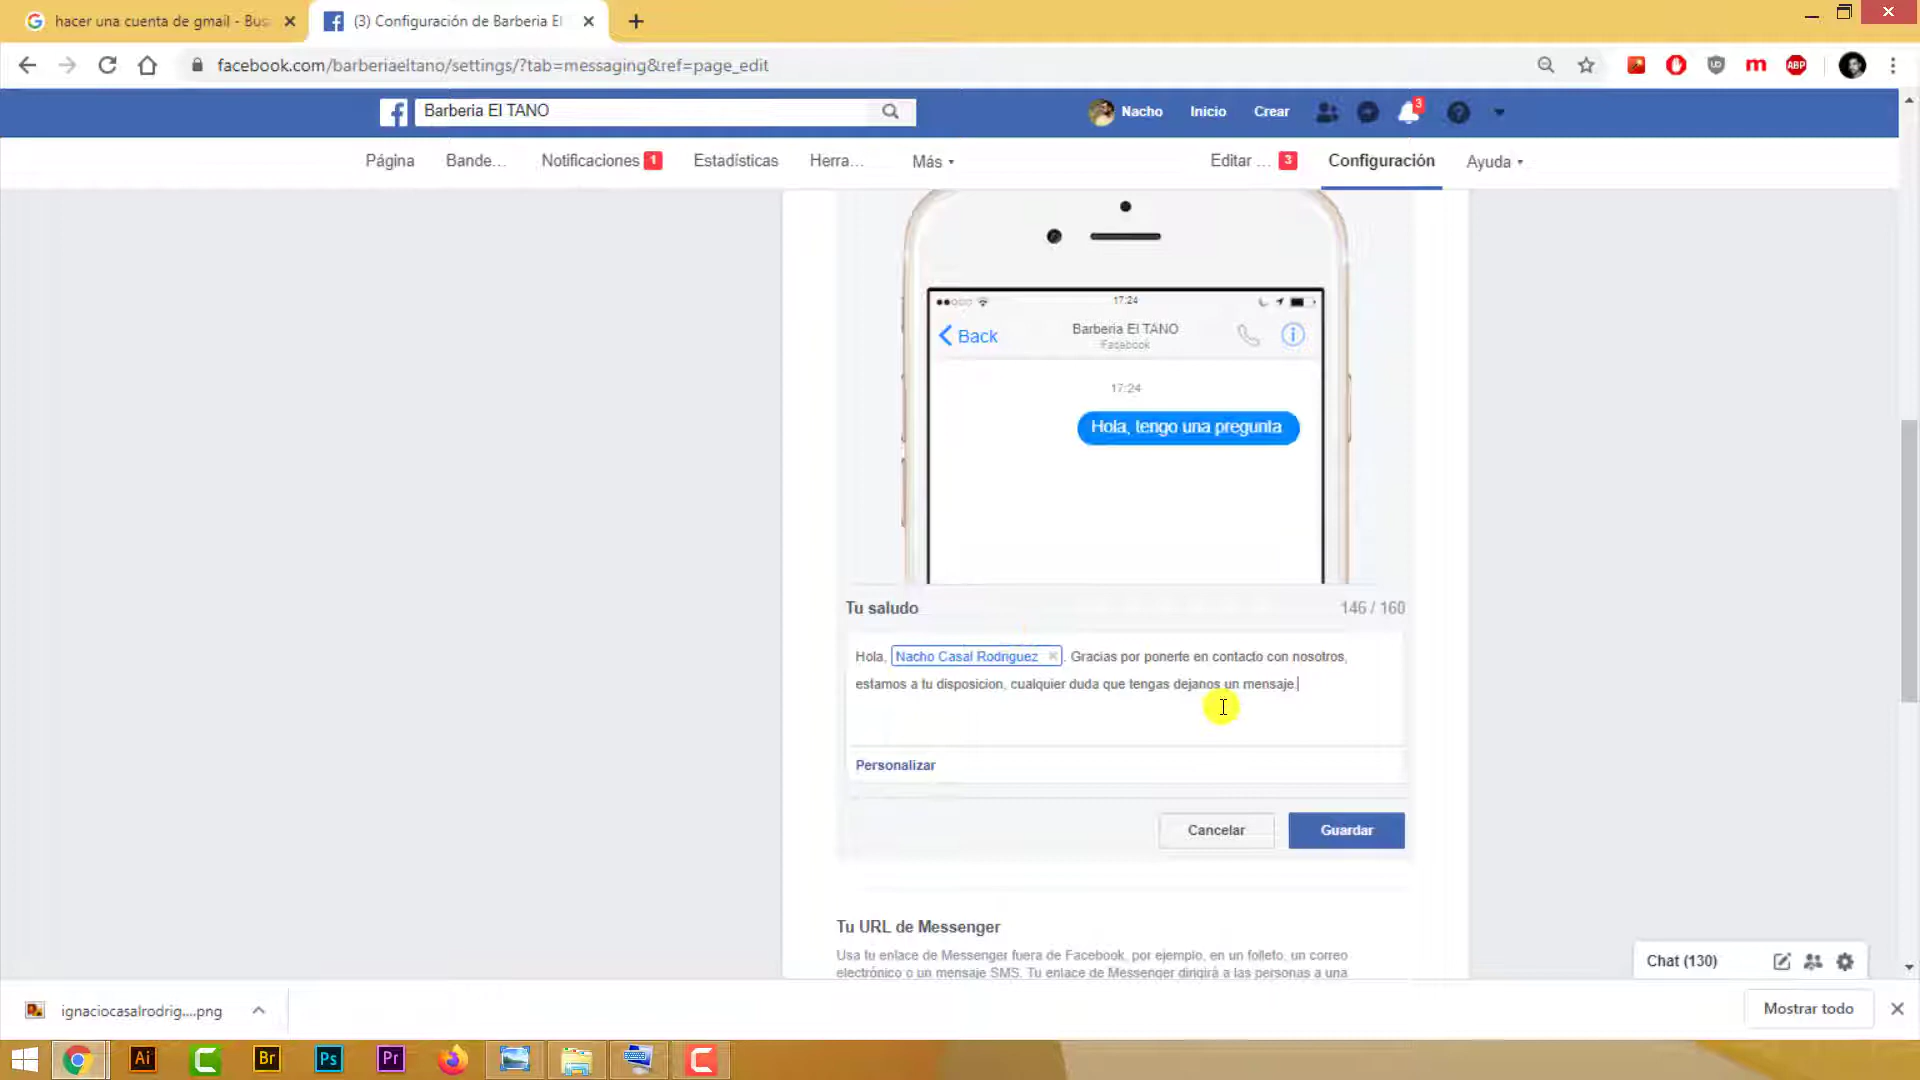 hacer una cuenta de gmail - Bus
(3) Configuración de Barberia El
facebook.com/barberiaeltano/settings/?tab=messaging&ref=page_edit
Barberia El TANO
Nacho
Inicio
Crear
3
Página
Bande...
Notificaciones 1
Estadísticas
Herra...
Más
Editar ... 3
Configuración
Ayuda
17:24
Back
Barberia El TANO
Facebook
17:24
Hola, tengo una pregunta
Tu saludo
146 / 160
Hola, Nacho Casal Rodriguez . Gracias por ponerte en contacto con nosotros,
estamos a tu disposicion, cualquier duda que tengas dejanos un mensaje.
Personalizar
Cancelar
Guardar
Tu URL de Messenger
Usa tu enlace de Messenger fuera de Facebook, por ejemplo, en un folleto, un correo
electrónico o un mensaje SMS. Tu enlace de Messenger dirigirá a las personas a una
Chat (130)
ignaciocasalrodrig....png
Mostrar todo
Ai
Br
Ps
Pr
ABP
m